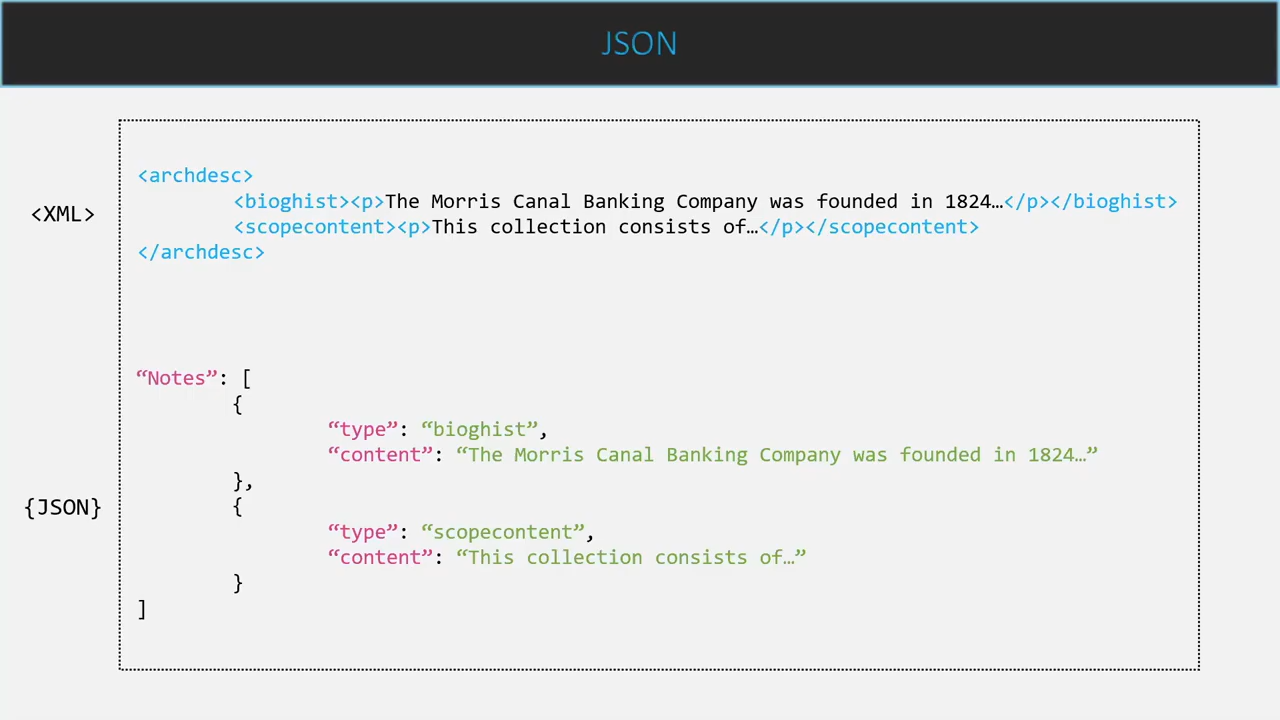 JSON
<XML>
<archdesc>
<bioghist><p>The Morris Canal Banking Company was founded in 1824…</p></bioghist>
<scopecontent><p>This collection consists of…</p></scopecontent>
</archdesc>
{JSON}
“Notes”: [
{
“type”: “bioghist”,
“content”: “The Morris Canal Banking Company was founded in 1824…”
},
{
“type”: “scopecontent”,
“content”: “This collection consists of…”
}
]